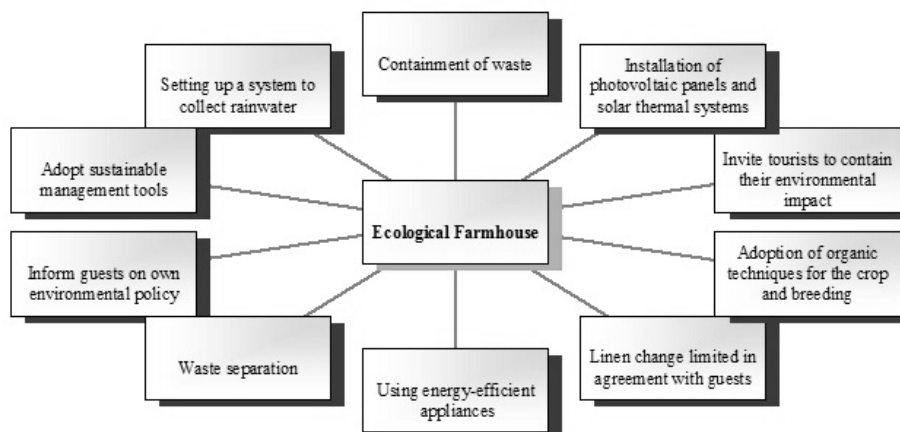 Containment of waste
Installation of
photovoltaic panels and
solar thermal systems
Setting up a system to
collect rainwater
Adopt sustainable
management tools
Invite tourists to contain
their environmental
impact
Ecological Farmhouse
Inform guests on own
environmental policy
Adoption of organic
techniques for the crop
and breeding
Waste separation
Using energy-efficient
appliances
Linen change limited in
agreement with guests